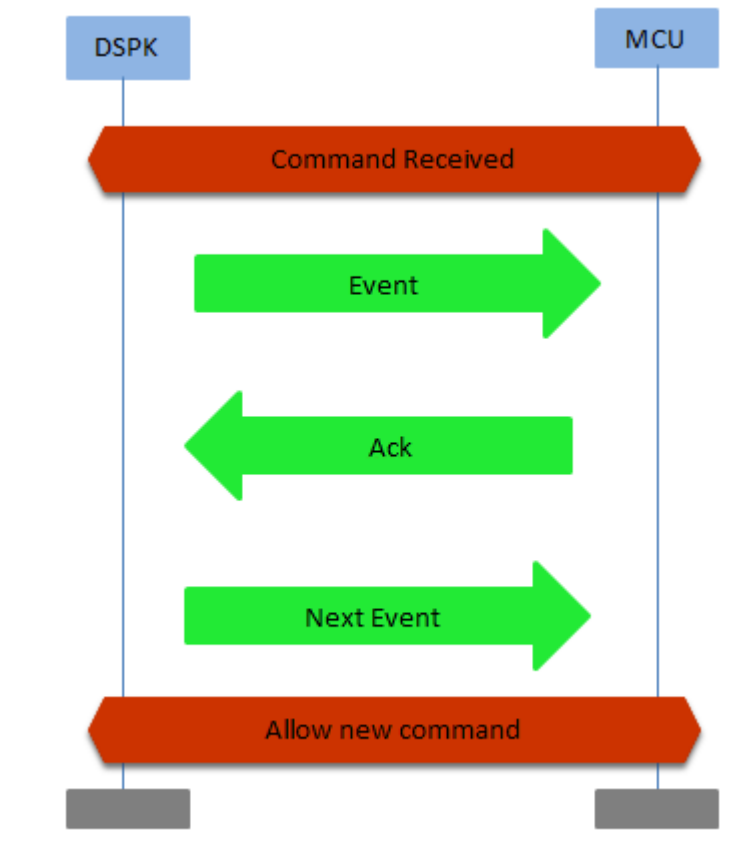 DSPK
MCU
Command Received
Event
Ack
Next Event
Allow new command